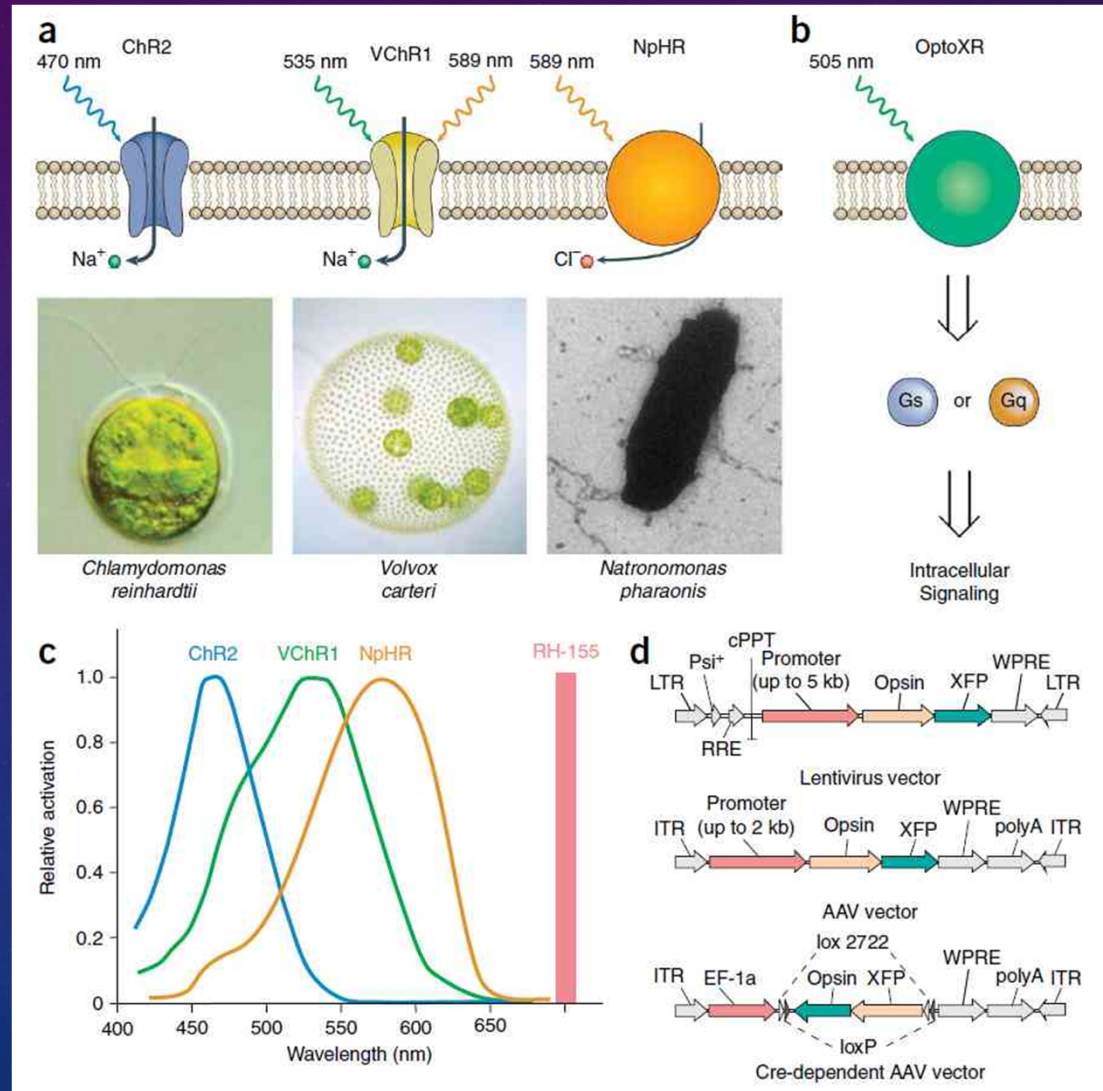 a
ChR2
VChR1
NpHR
470 nm
535 nm
589 nm
589 nm
Na+
Na+
Cl−
Chlamydomonas
reinhardtii
Volvox
carteri
Natronomonas
pharaonis
b
OptoXR
505 nm
Gs or Gq
Intracellular
Signaling
c
ChR2
VChR1
NpHR
RH-155
Relative activation
1.0
0.8
0.6
0.4
0.2
0
400 450 500 550 600 650
Wavelength (nm)
d
cPPT
Psi+
Promoter
(up to 5 kb)
Opsin
XFP
WPRE
LTR
LTR
RRE
Lentivirus vector
Promoter
(up to 2 kb)
ITR
Opsin
XFP
WPRE
polyA
ITR
AAV vector
lox 2722
ITR
EF-1a
Opsin
XFP
WPRE
polyA
ITR
loxP
Cre-dependent AAV vector